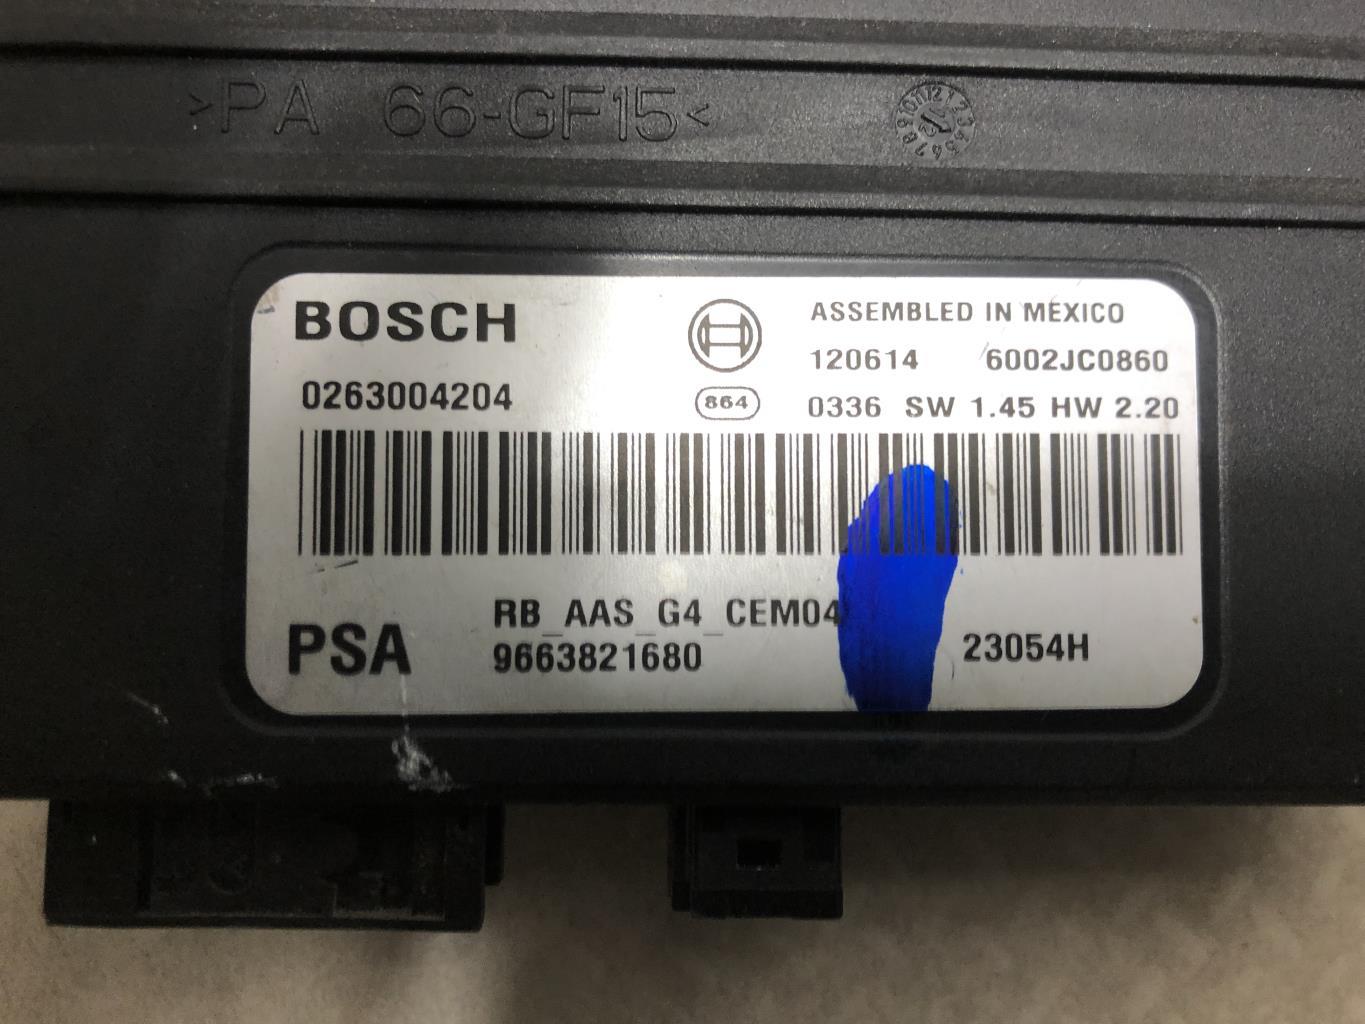 >PA 66-GF15<
BOSCH
0263004204
864
ASSEMBLED IN MEXICO
120614 6002JC0860
0336 SW 1.45 HW 2.20
PSA
RB_AAS_G4_CEM04
9663821680
23054H